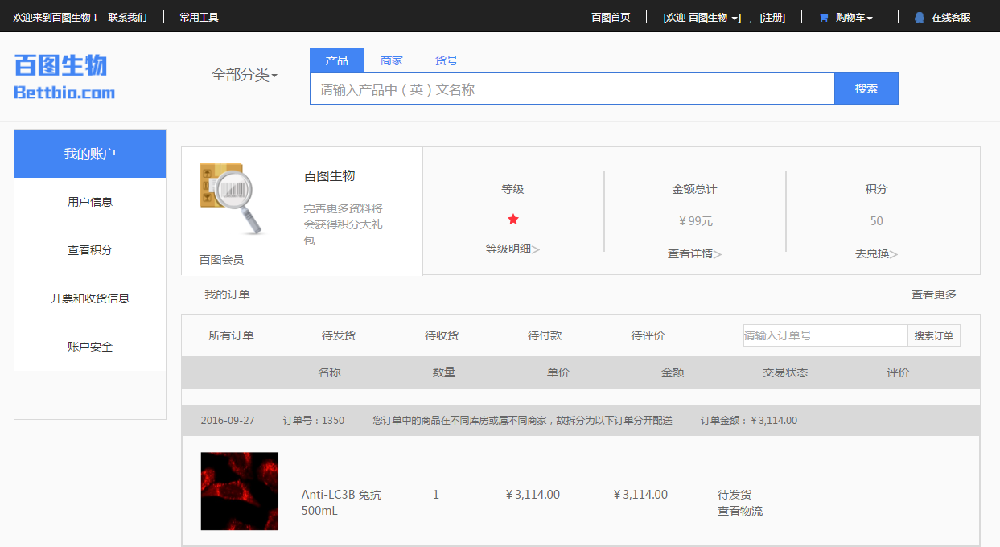 欢迎来到百图生物！ 联系我们 常用工具 百图首页 [欢迎 百图生物 ] , [注册] 购物车 在线客服
百图生物
Bettbio.com
全部分类
产品 商家 货号
请输入产品中（英）文名称 搜索
我的账户
用户信息
查看积分
开票和收货信息
账户安全
百图生物
完善更多资料将
会获得积分大礼
包
百图会员
等级
等级明细>
金额总计
￥99元
查看详情>
积分
50
去兑换>
我的订单 查看更多
所有订单 待发货 待收货 待付款 待评价 请输入订单号 搜索订单
名称 数量 单价 金额 交易状态 评价
2016-09-27 订单号：1350 您订单中的商品在不同库房或属不同商家，故拆分为以下订单分开配送 订单金额：￥3,114.00
Anti-LC3B 兔抗 1 ￥3,114.00 ￥3,114.00 待发货
500mL 查看物流